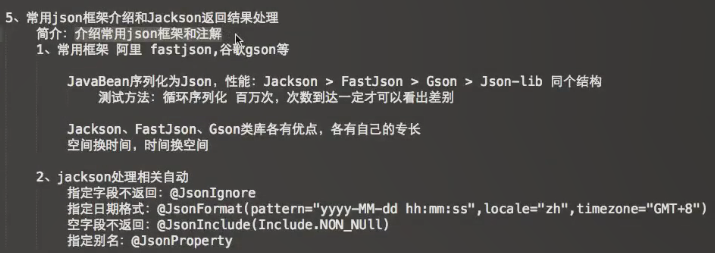 5、常用json框架介绍和Jackson返回结果处理
简介：介绍常用json框架和注解
1、常用框架 阿里 fastjson,谷歌gson等
JavaBean序列化为Json，性能：Jackson > FastJson > Gson > Json-lib 同个结构
测试方法：循环序列化 百万次，次数到达一定才可以看出差别
Jackson、FastJson、Gson类库各有优点，各有自己的专长
空间换时间，时间换空间
2、jackson处理相关自动
指定字段不返回：@JsonIgnore
指定日期格式：@JsonFormat(pattern="yyyy-MM-dd hh:mm:ss",locale="zh",timezone="GMT+8")
空字段不返回：@JsonInclude(Include.NON_NUll)
指定别名：@JsonProperty